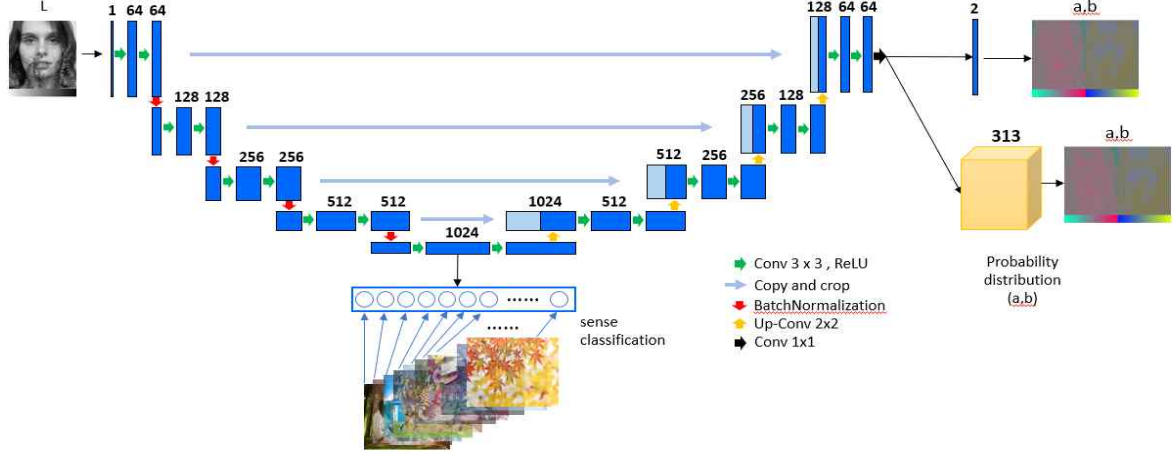 L
1 64 64
128 64 64
2
a,b
128 128
256 128
256 256
512 256
313
a,b
512 512
1024 512
1024
Conv 3 x 3 , ReLU
Copy and crop
BatchNormalization
Up-Conv 2x2
Conv 1x1
Probability
distribution
(a,b)
......
......
sense
classification